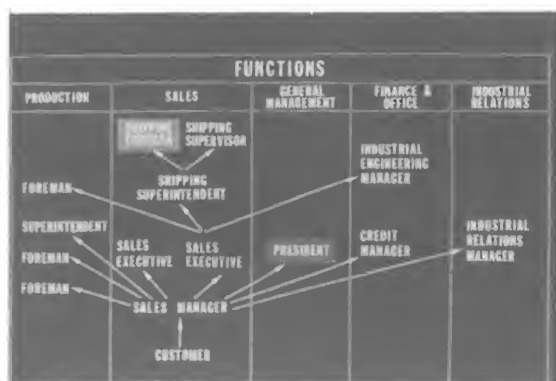 FUNCTIONS
PRODUCTION
SALES
GENERAL
MANAGEMENT
FINANCE &
OFFICE
INDUSTRIAL
RELATIONS
SHIPPING
SHIPPING
SUPERVISOR
SHIPPING
SUPERINTENDENT
INDUSTRIAL
ENGINEERING
MANAGER
FOREMAN
SUPERINTENDENT
FOREMAN
FOREMAN
SALES
EXECUTIVE
SALES
EXECUTIVE
PRESIDENT
CREDIT
MANAGER
INDUSTRIAL
RELATIONS
MANAGER
SALES MANAGER
CUSTOMER